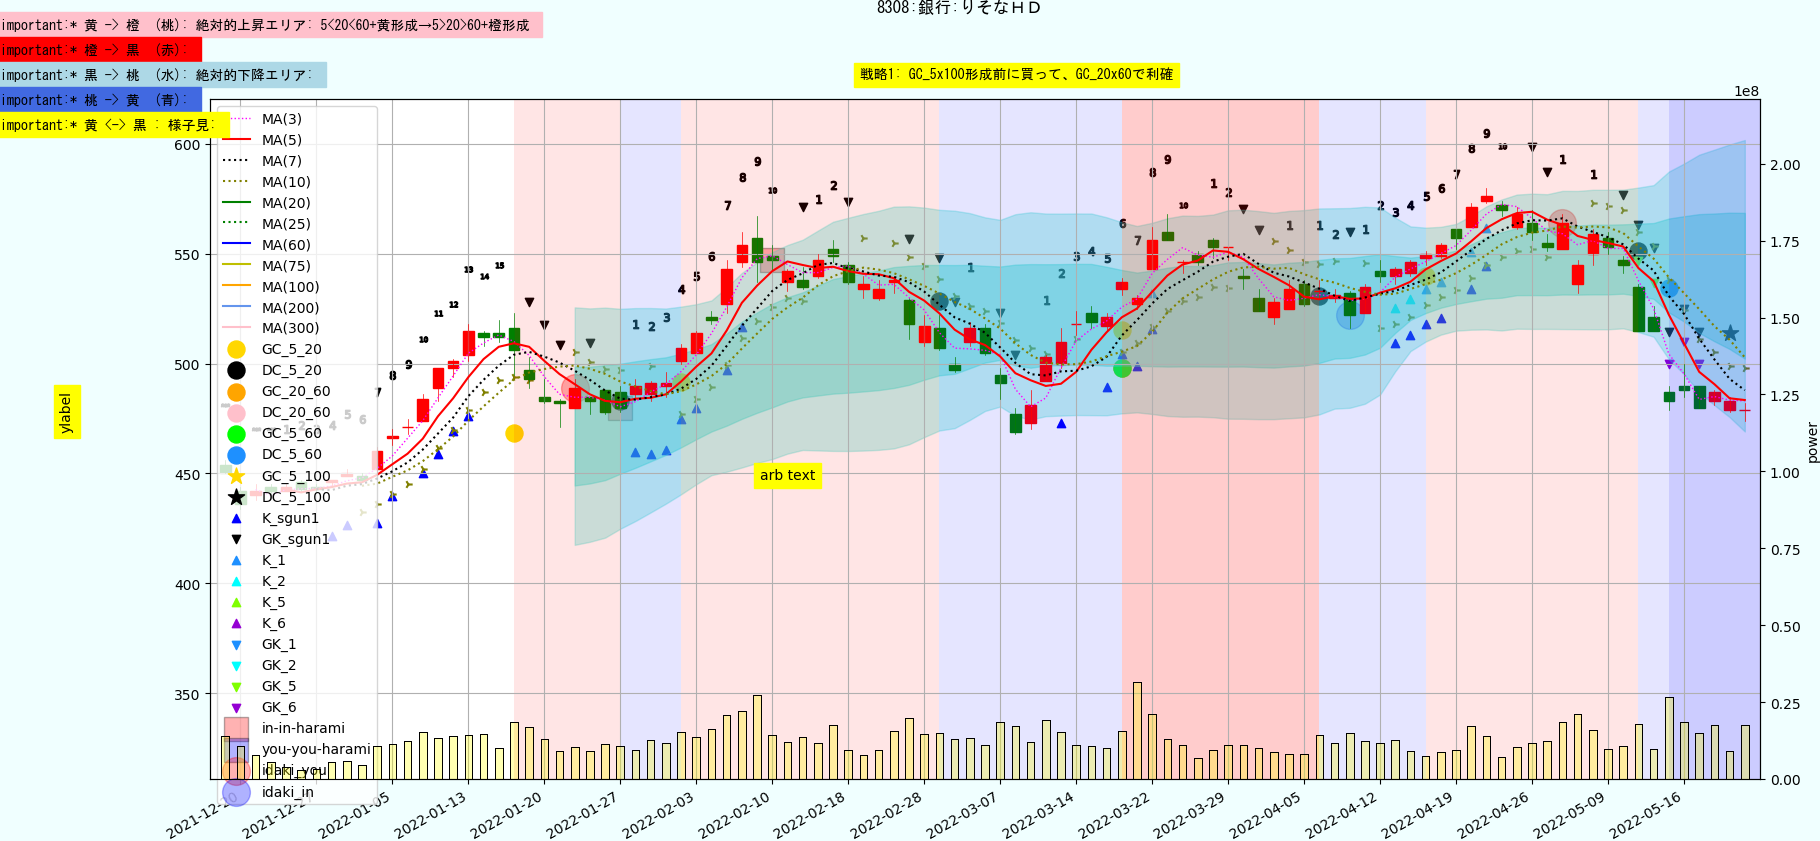 8308:銀行:りそなＨＤ
important:* 黄 -> 橙 （桃): 絶対的上昇エリア: 5<20<60+黄形成→5>20>60+橙形成
important:* 橙 -> 黒 （赤):
important:* 黒 -> 桃 （水): 絶対的下降エリア:
important:* 桃 -> 黄 （青):
important:* 黄 <-> 黒 : 様子見:
戦略1: GC_5x100形成前に買って、GC_20x60で利確
1e8
MA(3)
MA(5)
MA(7)
MA(10)
MA(20)
MA(25)
MA(60)
MA(75)
MA(100)
MA(200)
MA(300)
GC_5_20
DC_5_20
GC_20_60
DC_20_60
GC_5_60
DC_5_60
GC_5_100
DC_5_100
K_sgun1
GK_sgun1
K_1
K_2
K_5
K_6
GK_1
GK_2
GK_5
GK_6
in-in-harami
you-you-harami
idaki_you
idaki_in
600
550
500
450
400
350
ylabel
arb text
2.00
1.75
1.50
1.25
1.00
0.75
0.50
0.25
0.00
power
2022-01-05
2022-01-13
2022-01-20
2022-01-27
2022-02-03
2022-02-10
2022-02-18
2022-02-28
2022-03-07
2022-03-14
2022-03-22
2022-03-29
2022-04-05
2022-04-12
2022-04-19
2022-04-26
2022-05-09
2022-05-16